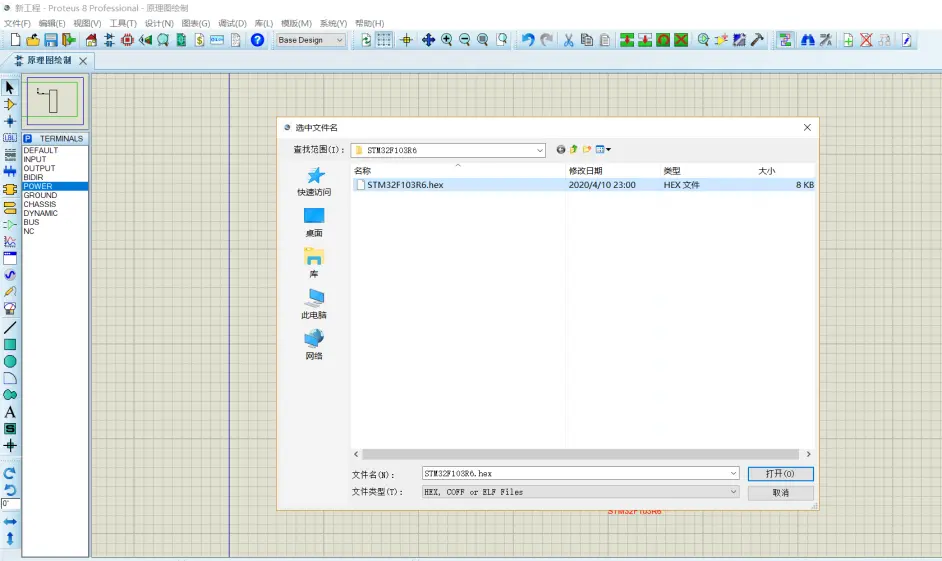 新工程 - Proteus 8 Professional - 原理图绘制
文件(F) 编辑(E) 视图(V) 工具(T) 设计(N) 图表(G) 调试(D) 库(L) 模版(M) 系统(Y) 帮助(H)
Base Design
原理图绘制
选中文件名
查找范围(I): STM32F103R6
P TERMINALS
DEFAULT
INPUT
OUTPUT
BIDIR
POWER
GROUND
CHASSIS
DYNAMIC
BUS
NC
名称 修改日期 类型 大小
STM32F103R6.hex 2020/4/10 23:00 HEX 文件 8 KB
快速访问
桌面
库
此电脑
网络
文件名(N): STM32F103R6.hex 打开(O)
文件类型(T): HEX, COFF or ELF Files 取消
STM32F103R6
LBL
A
S
0°